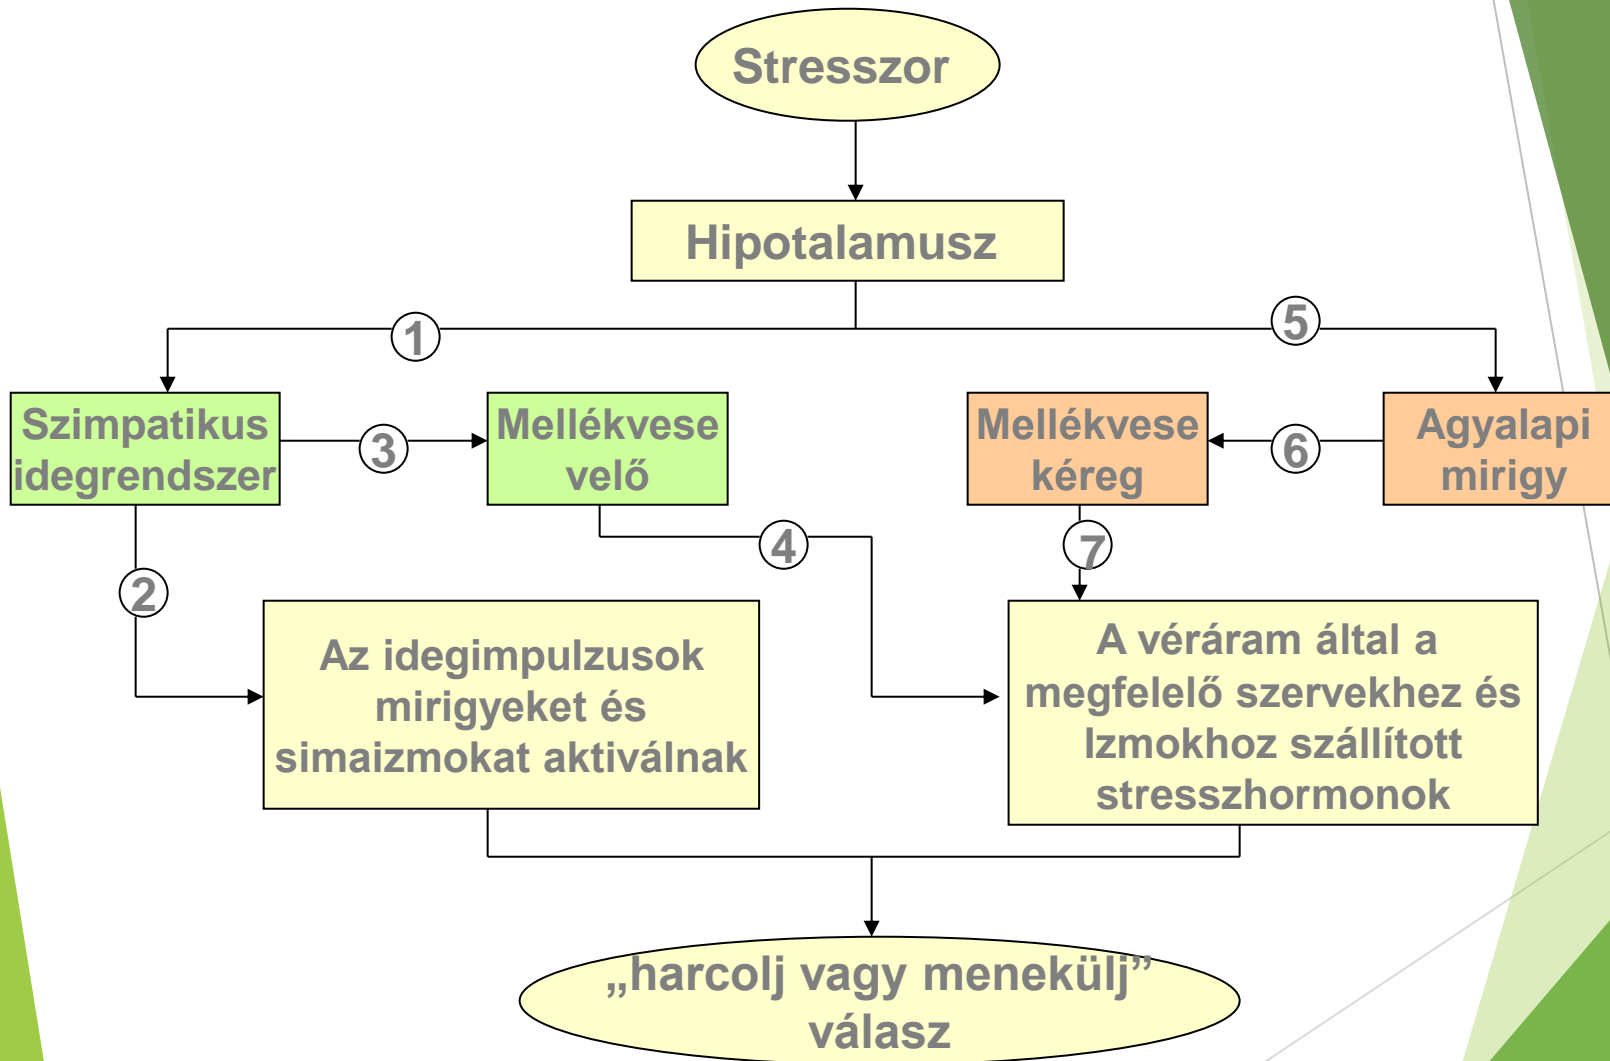 Stresszor
Hipotalamusz
1
5
Szimpatikus
idegrendszer
3
Mellékvese
velő
Mellékvese
kéreg
6
Agyalapi
mirigy
2
4
7
Az idegimpulzusok
mirigyeket és
simaizmokat aktiválnak
A véráram által a
megfelelő szervekhez és
Izmokhoz szállított
stresszhormonok
„harcolj vagy menekülj”
válasz